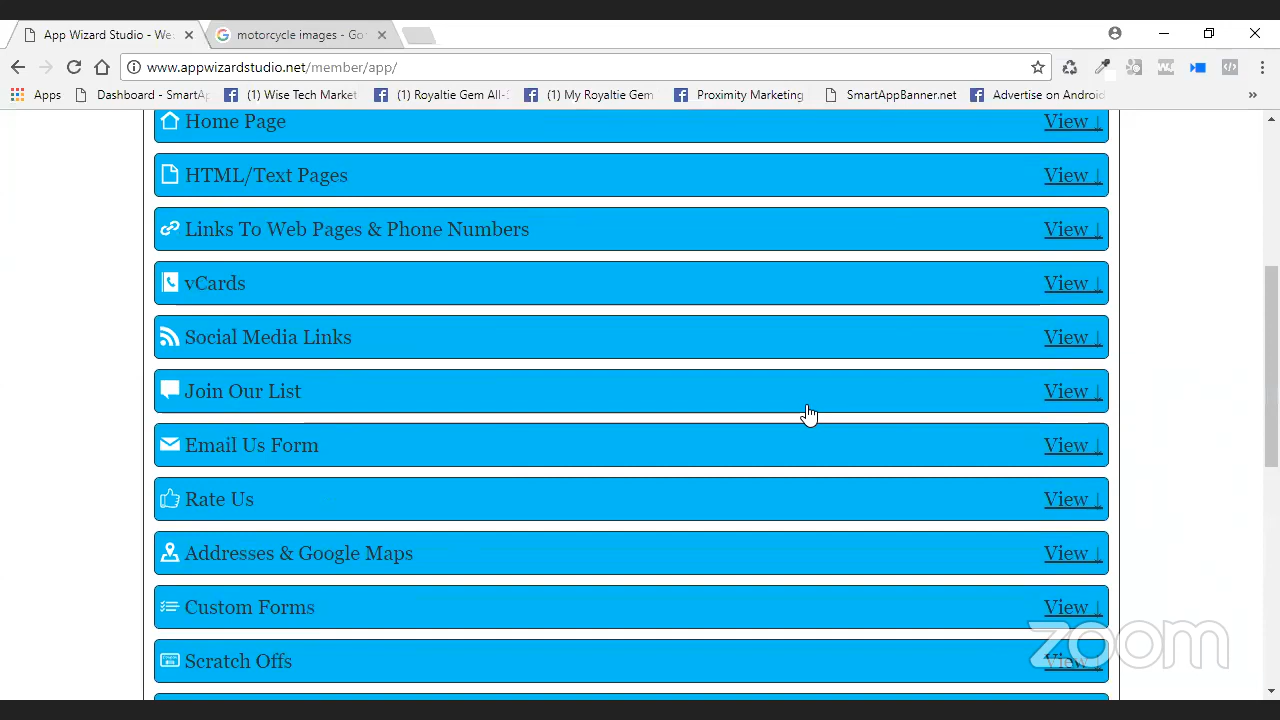 App Wizard Studio - We
motorcycle images - Go
www.appwizardstudio.net/member/app/
Apps
Dashboard - SmartAp
(1) Wise Tech Market
(1) Royaltie Gem All-
(1) My Royaltie Gem
Proximity Marketing
SmartAppBanner.net
Advertise on Android
»
Home Page View ↓
HTML/Text Pages View ↓
Links To Web Pages & Phone Numbers View ↓
vCards View ↓
Social Media Links View ↓
Join Our List View ↓
Email Us Form View ↓
Rate Us View ↓
Addresses & Google Maps View ↓
Custom Forms View ↓
Scratch Offs View ↓
zoom